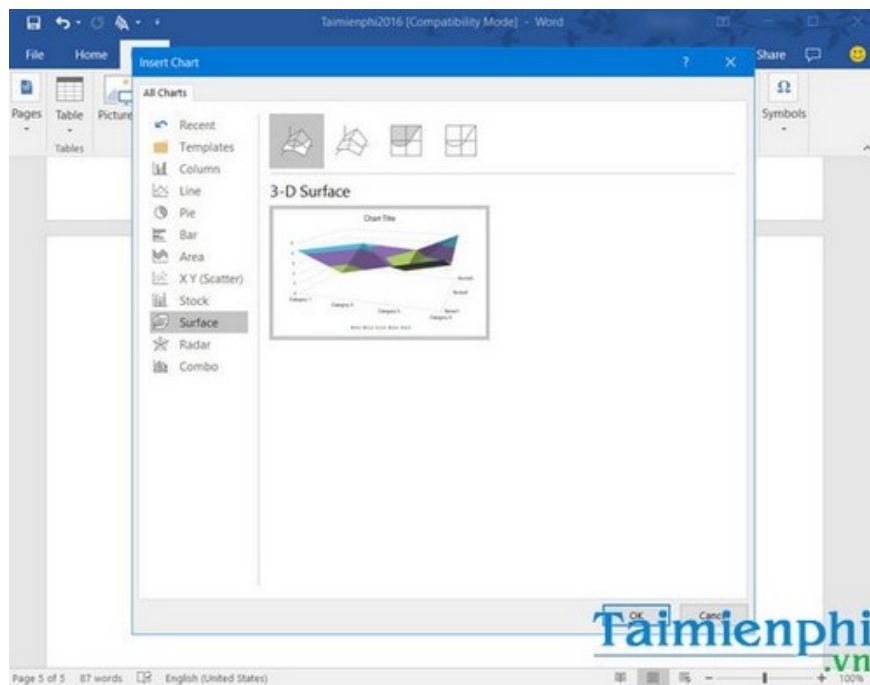 Taimienphi2016 [Compatibility Mode] - Word
File
Home
Share
Insert Chart
?
All Charts
Pages
Table
Picture
Tables
Symbols
Recent
Templates
Column
Line
Pie
Bar
Area
X Y (Scatter)
Stock
Surface
Radar
Combo
3-D Surface
Chart Title
OK
Taimienphi
.vn
Page 5 of 5 87 words English (United States)
100%